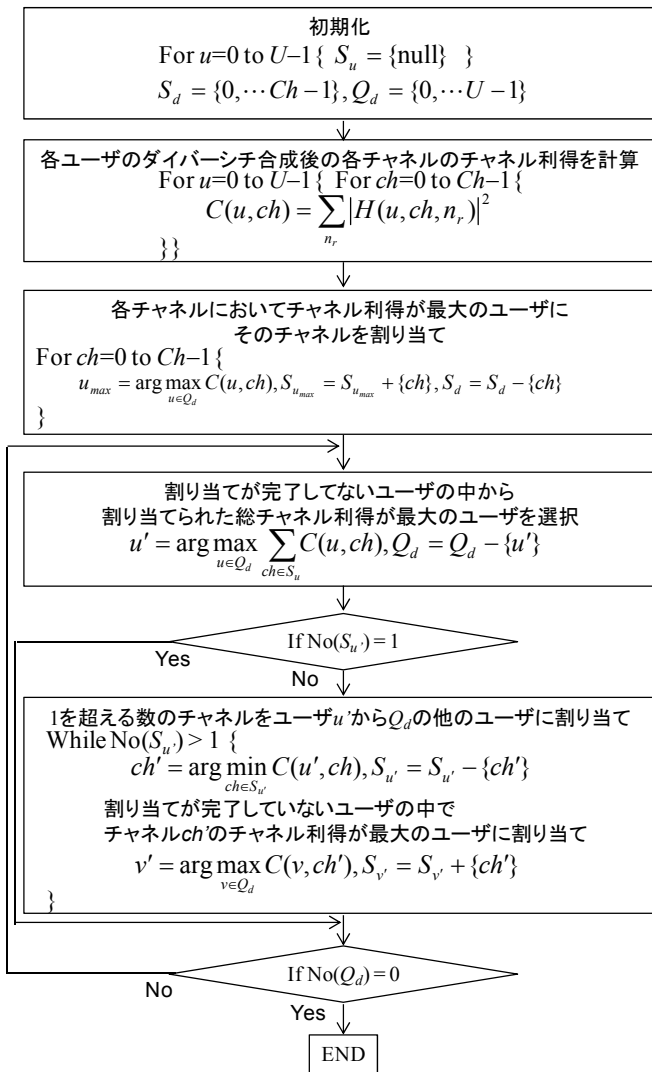 初期化
For u=0 to U–1 { S_u = {null} }
S_d = {0,⋯Ch−1}, Q_d = {0,⋯U−1}
各ユーザのダイバーシチ合成後の各チャネルのチャネル利得を計算
For u=0 to U–1 { For ch=0 to Ch–1 {
C(u,ch) = ∑_{n_r} |H(u,ch,n_r)|^2
}}
各チャネルにおいてチャネル利得が最大のユーザに
そのチャネルを割り当て
For ch=0 to Ch–1 {
u_{max} = arg max_{u∈Q_d} C(u,ch), S_{u_{max}} = S_{u_{max}} + {ch}, S_d = S_d − {ch}
}
割り当てが完了してないユーザの中から
割り当てられた総チャネル利得が最大のユーザを選択
u′ = arg max_{u∈Q_d} ∑_{ch∈S_u} C(u,ch), Q_d = Q_d − {u′}
If No(S_{u'}) = 1
Yes
No
1を超える数のチャネルをユーザu'からQ_dの他のユーザに割り当て
While No(S_{u'}) > 1 {
ch′ = arg min_{ch∈S_{u′}} C(u′,ch), S_{u′} = S_{u′} − {ch′}
割り当てが完了していないユーザの中で
チャネルch'のチャネル利得が最大のユーザに割り当て
v′ = arg max_{v∈Q_d} C(v,ch′), S_{v′} = S_{v′} + {ch′}
}
If No(Q_d) = 0
No
Yes
END